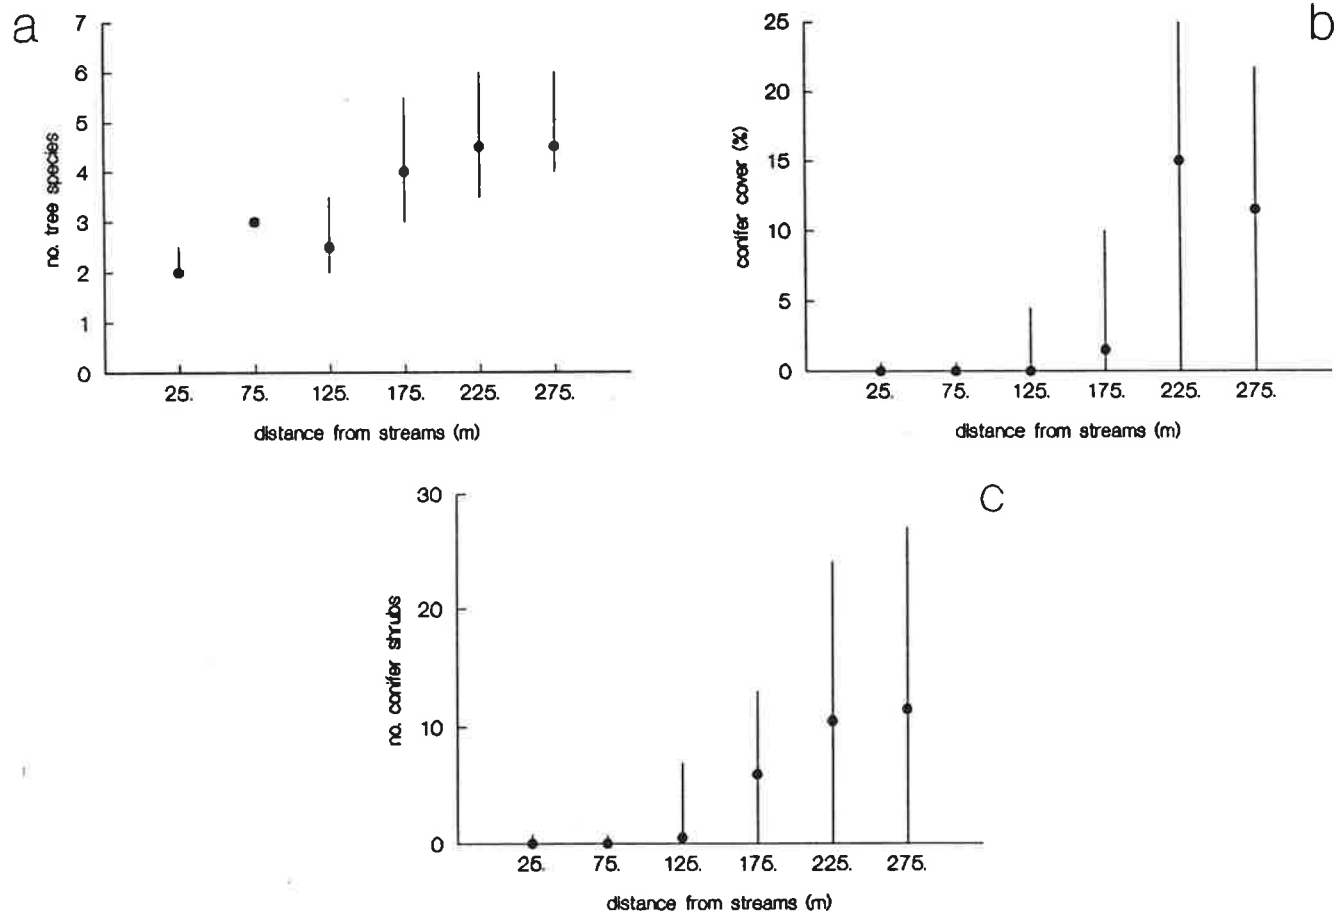 a
7
6
5
4
3
2
1
0
no. tree species
25. 75. 125. 175. 225. 275.
distance from streams (m)
b
25
20
15
10
5
0
conifer cover (%)
25. 75. 125. 175. 225. 275.
distance from streams (m)
c
30
20
10
0
no. conifer shrubs
25. 75. 125. 175. 225. 275.
distance from streams (m)